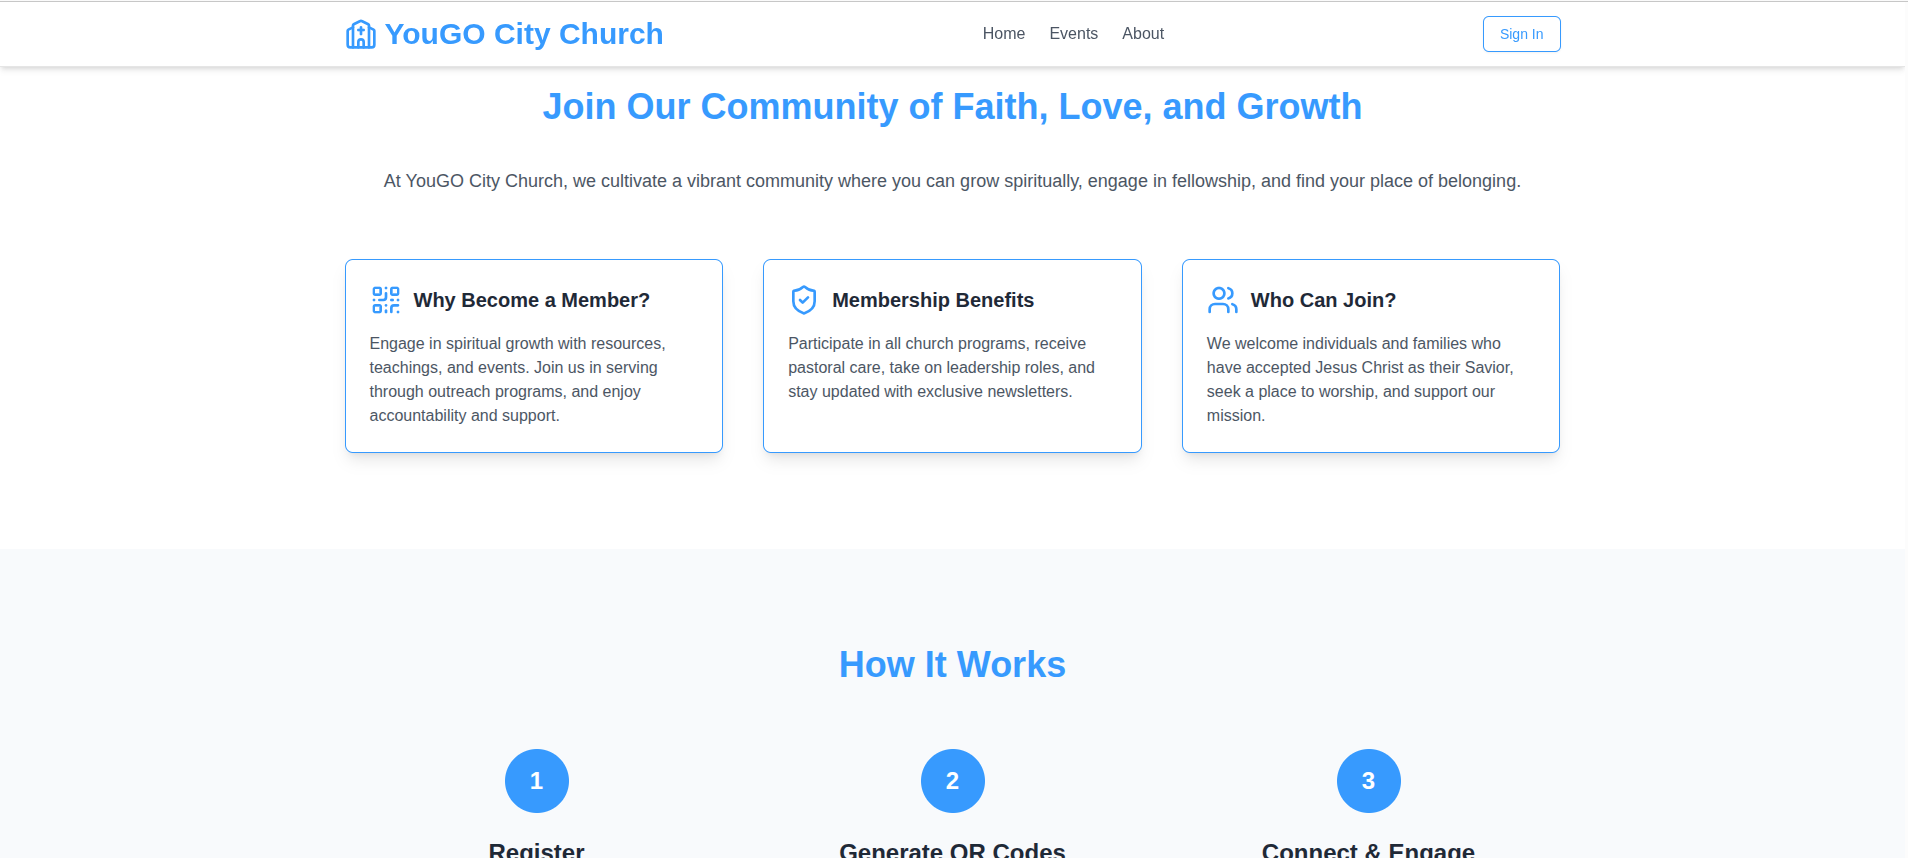 YouGO City Church
Home
Events
About
Sign In
Join Our Community of Faith, Love, and Growth
At YouGO City Church, we cultivate a vibrant community where you can grow spiritually, engage in fellowship, and find your place of belonging.
Why Become a Member?
Engage in spiritual growth with resources,
teachings, and events. Join us in serving
through outreach programs, and enjoy
accountability and support.
Membership Benefits
Participate in all church programs, receive
pastoral care, take on leadership roles, and
stay updated with exclusive newsletters.
Who Can Join?
We welcome individuals and families who
have accepted Jesus Christ as their Savior,
seek a place to worship, and support our
mission.
How It Works
1
Register
2
Generate QR Codes
3
Connect & Engage